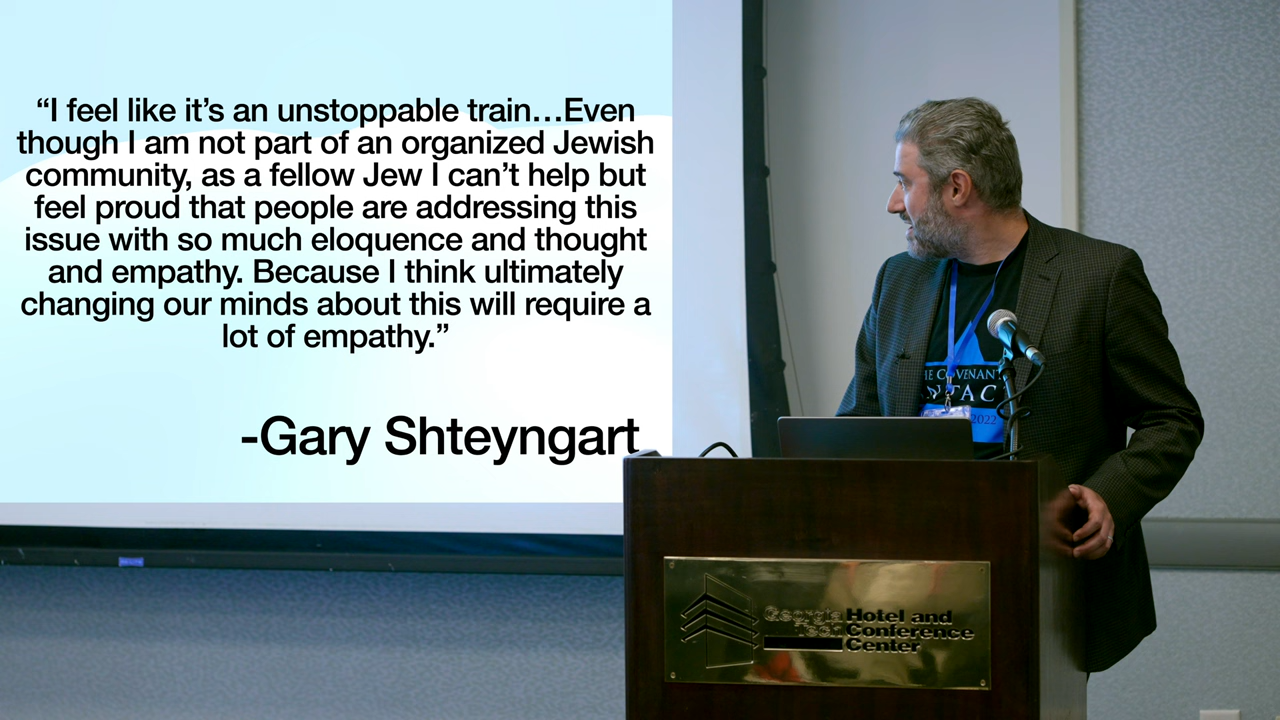 “I feel like it’s an unstoppable train…Even
though I am not part of an organized Jewish
community, as a fellow Jew I can’t help but
feel proud that people are addressing this
issue with so much eloquence and thought
and empathy. Because I think ultimately
changing our minds about this will require a
lot of empathy.”
-Gary Shteyngart
COVENANT
2022
Hotel and
Conference
Center